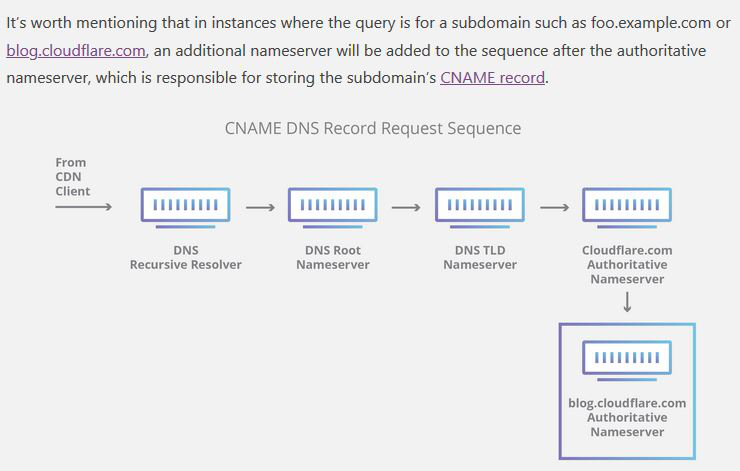 It’s worth mentioning that in instances where the query is for a subdomain such as foo.example.com or
blog.cloudflare.com, an additional nameserver will be added to the sequence after the authoritative
nameserver, which is responsible for storing the subdomain’s CNAME record.
CNAME DNS Record Request Sequence
From
CDN
Client
DNS
Recursive Resolver
DNS Root
Nameserver
DNS TLD
Nameserver
Cloudflare.com
Authoritative
Nameserver
blog.cloudflare.com
Authoritative
Nameserver